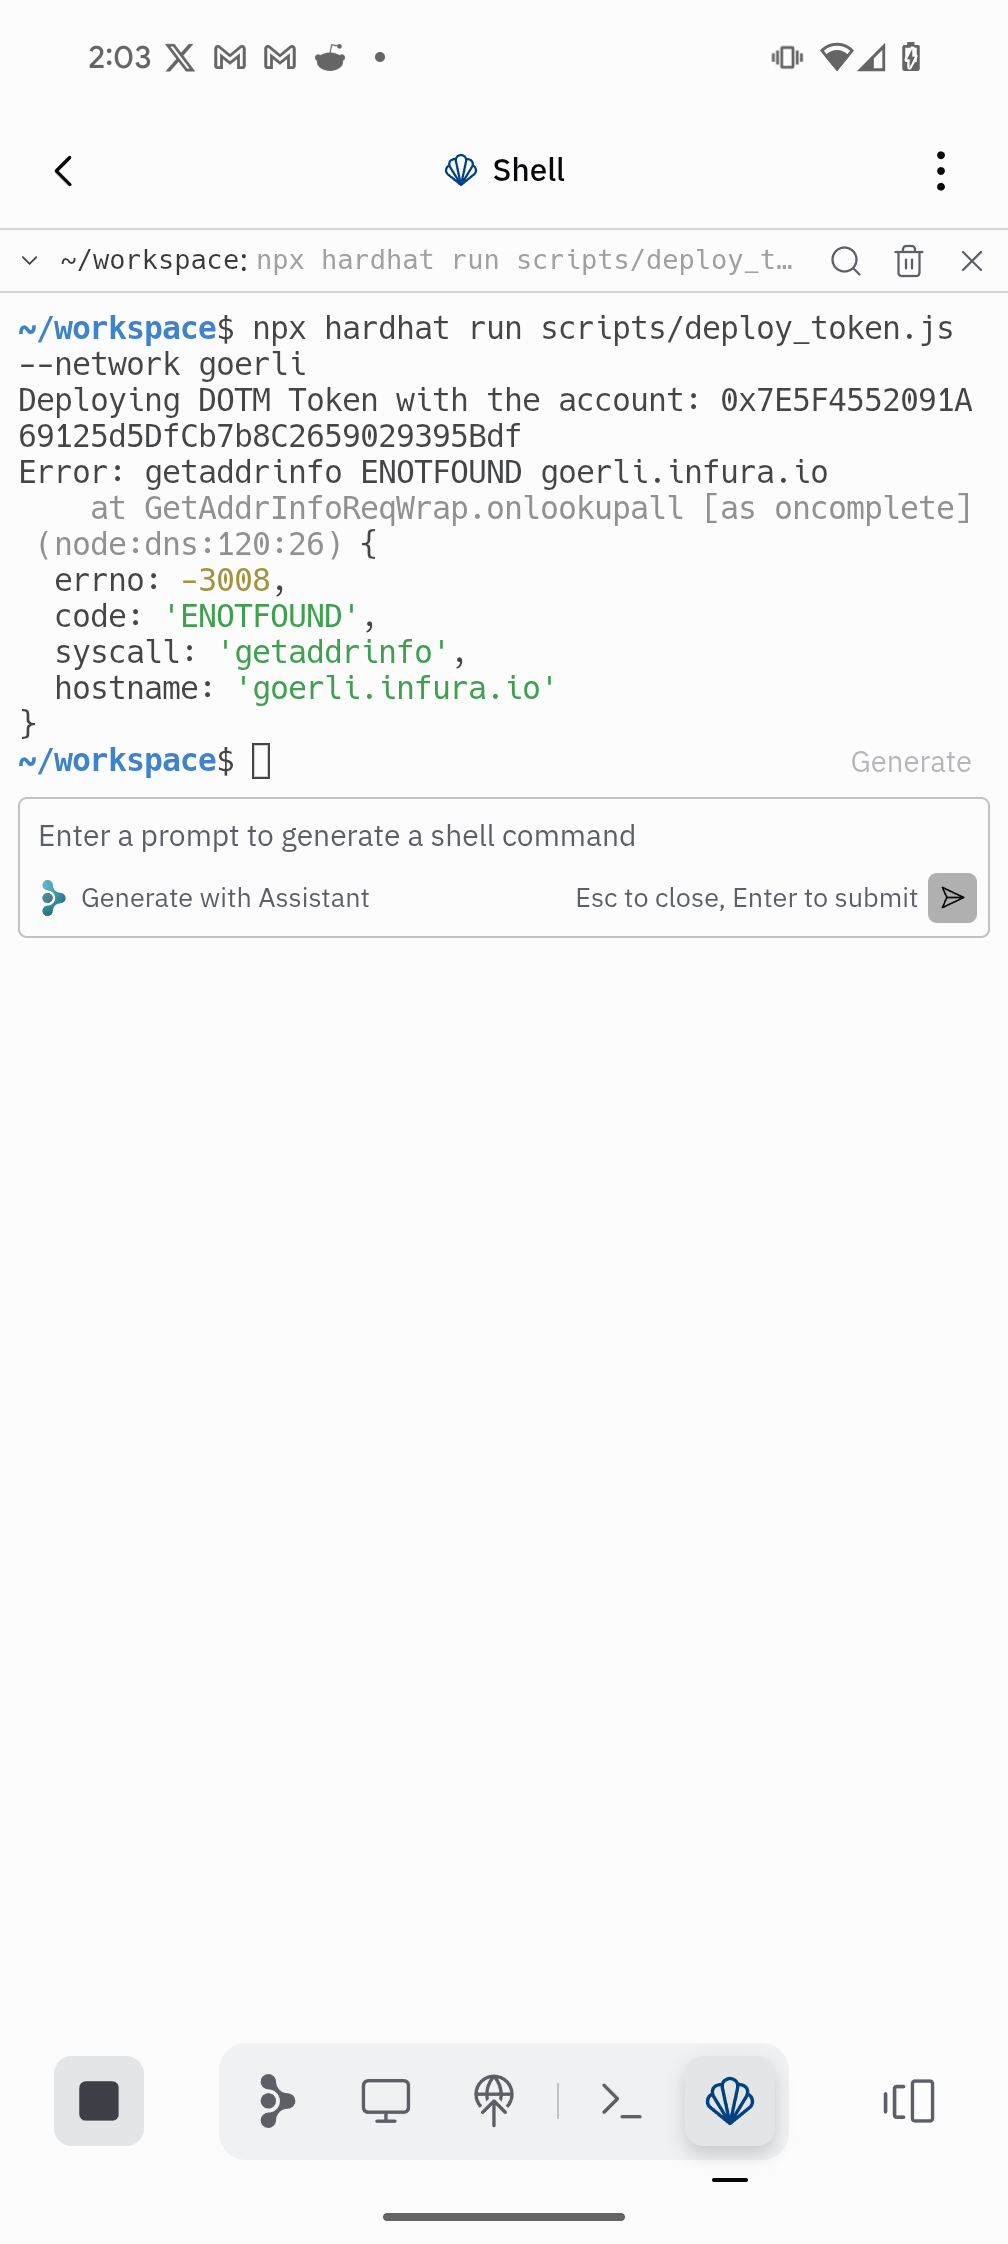 2:03
Shell
~/workspace: npx hardhat run scripts/deploy_t…
~/workspace$ npx hardhat run scripts/deploy_token.js
--network goerli
Deploying DOTM Token with the account: 0x7E5F4552091A
69125d5DfCb7b8C2659029395Bdf
Error: getaddrinfo ENOTFOUND goerli.infura.io
    at GetAddrInfoReqWrap.onlookupall [as oncomplete]
 (node:dns:120:26) {
  errno: -3008,
  code: 'ENOTFOUND',
  syscall: 'getaddrinfo',
  hostname: 'goerli.infura.io'
}
~/workspace$ Generate
Enter a prompt to generate a shell command
Generate with Assistant Esc to close, Enter to submit